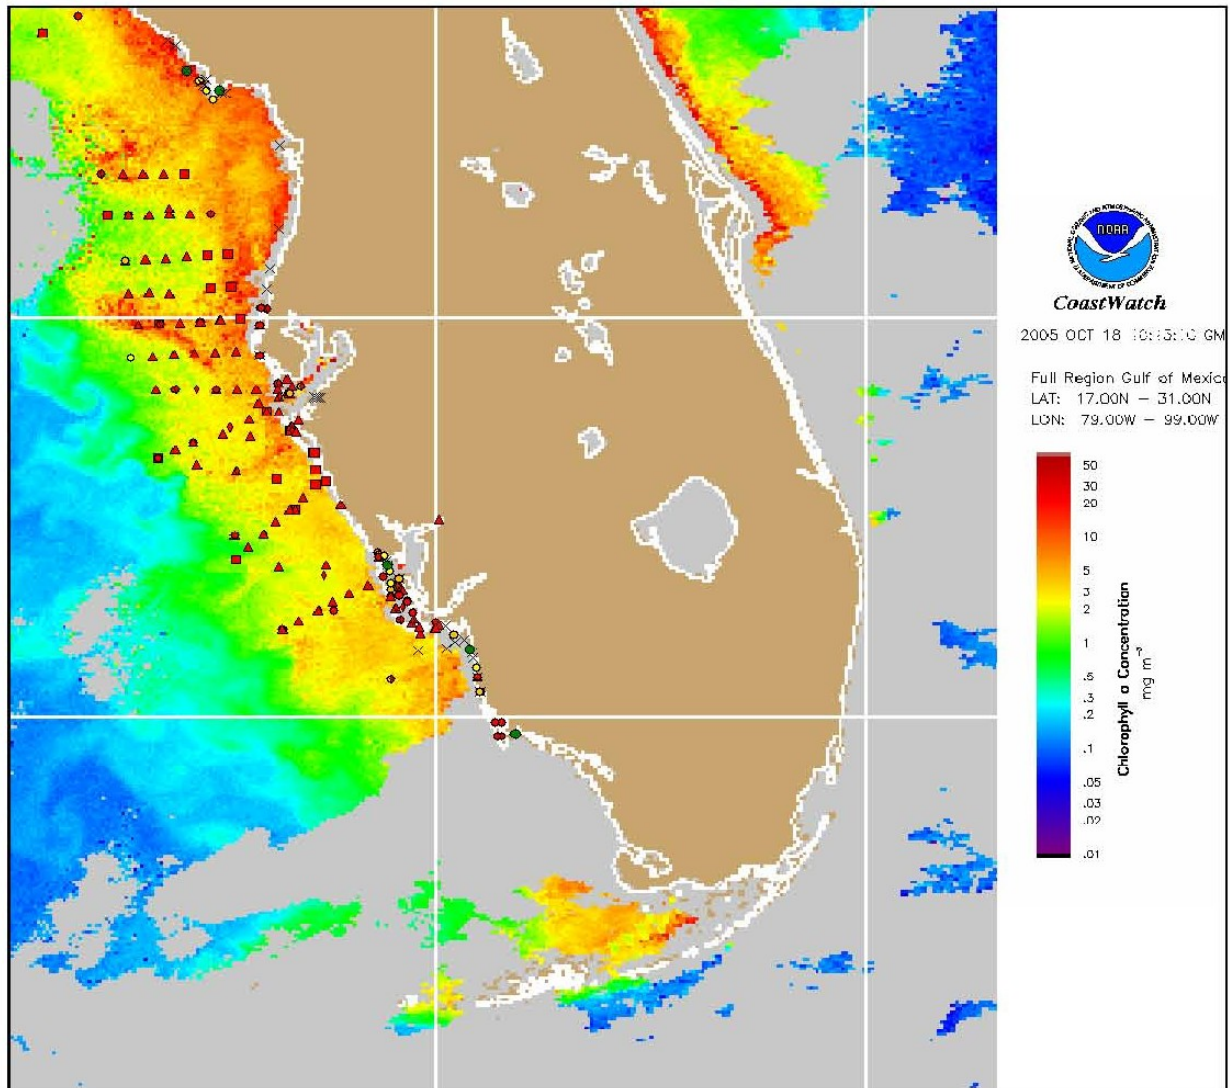 NOAA
CoastWatch
2005 OCT 18 GM
Full Region Gulf of Mexico
LAT: 17.00N – 31.00N
LON: 79.00W – 99.00W
50
30
20
10
5
3
2
1
.5
.2
.1
.05
.03
.02
.01
Chlorophyll a Concentration
mg m⁻³